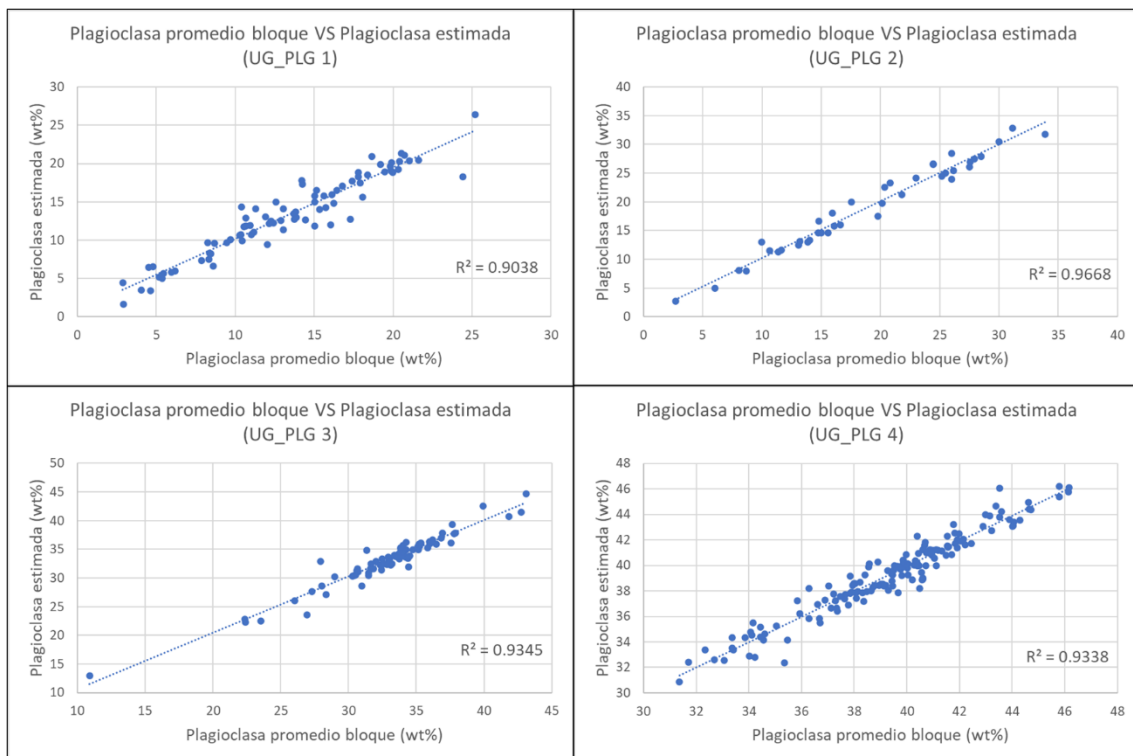 Plagioclasa promedio bloque VS Plagioclasa estimada
(UG_PLG 1)
Plagioclasa estimada (wt%)
30
25
20
15
10
5
0
R² = 0.9038
0 5 10 15 20 25 30
Plagioclasa promedio bloque (wt%)
Plagioclasa promedio bloque VS Plagioclasa estimada
(UG_PLG 2)
Plagioclasa estimada (wt%)
40
35
30
25
20
15
10
5
0
R² = 0.9668
0 5 10 15 20 25 30 35 40
Plagioclasa promedio bloque (wt%)
Plagioclasa promedio bloque VS Plagioclasa estimada
(UG_PLG 3)
Plagioclasa estimada (wt%)
50
45
40
35
30
25
20
15
10
R² = 0.9345
10 15 20 25 30 35 40 45
Plagioclasa promedio bloque (wt%)
Plagioclasa promedio bloque VS Plagioclasa estimada
(UG_PLG 4)
Plagioclasa estimada (wt%)
48
46
44
42
40
38
36
34
32
30
R² = 0.9338
30 32 34 36 38 40 42 44 46 48
Plagioclasa promedio bloque (wt%)